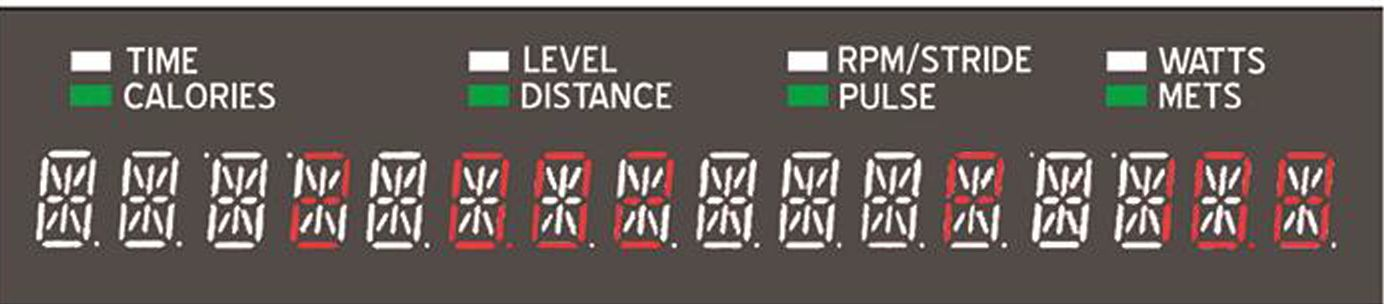 TIME LEVEL RPM/STRIDE WATTS
CALORIES DISTANCE PULSE METS